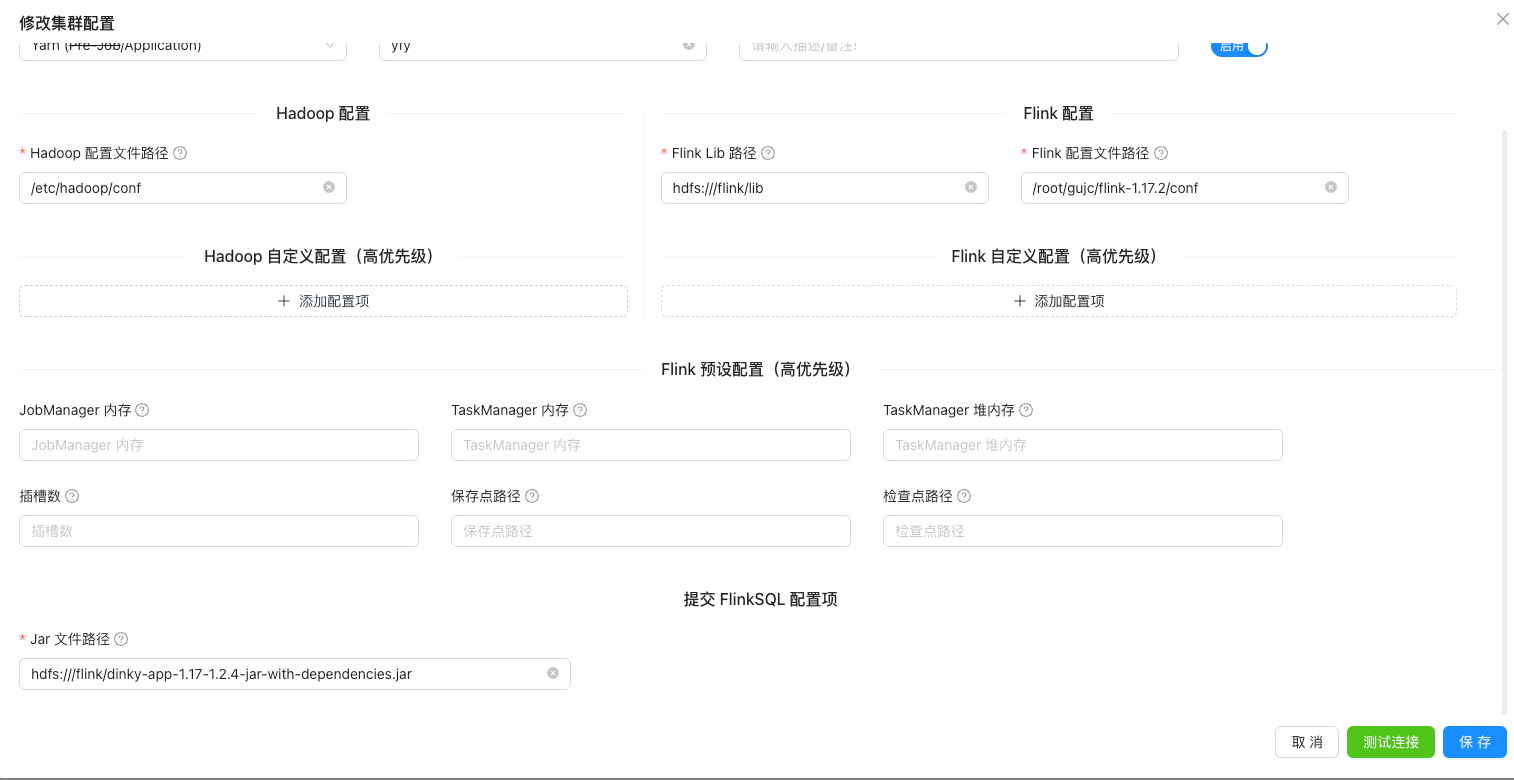 修改集群配置
Yarn (Pre-Job/Application)
yfy
请输入描述/备注!
启用
Hadoop 配置
Flink 配置
* Hadoop 配置文件路径
* Flink Lib 路径
* Flink 配置文件路径
/etc/hadoop/conf
hdfs:///flink/lib
/root/gujc/flink-1.17.2/conf
Hadoop 自定义配置（高优先级）
Flink 自定义配置（高优先级）
+ 添加配置项
+ 添加配置项
Flink 预设配置（高优先级）
JobManager 内存
TaskManager 内存
TaskManager 堆内存
JobManager 内存
TaskManager 内存
TaskManager 堆内存
插槽数
保存点路径
检查点路径
插槽数
保存点路径
检查点路径
提交 FlinkSQL 配置项
* Jar 文件路径
hdfs:///flink/dinky-app-1.17-1.2.4-jar-with-dependencies.jar
取 消
测试连接
保 存